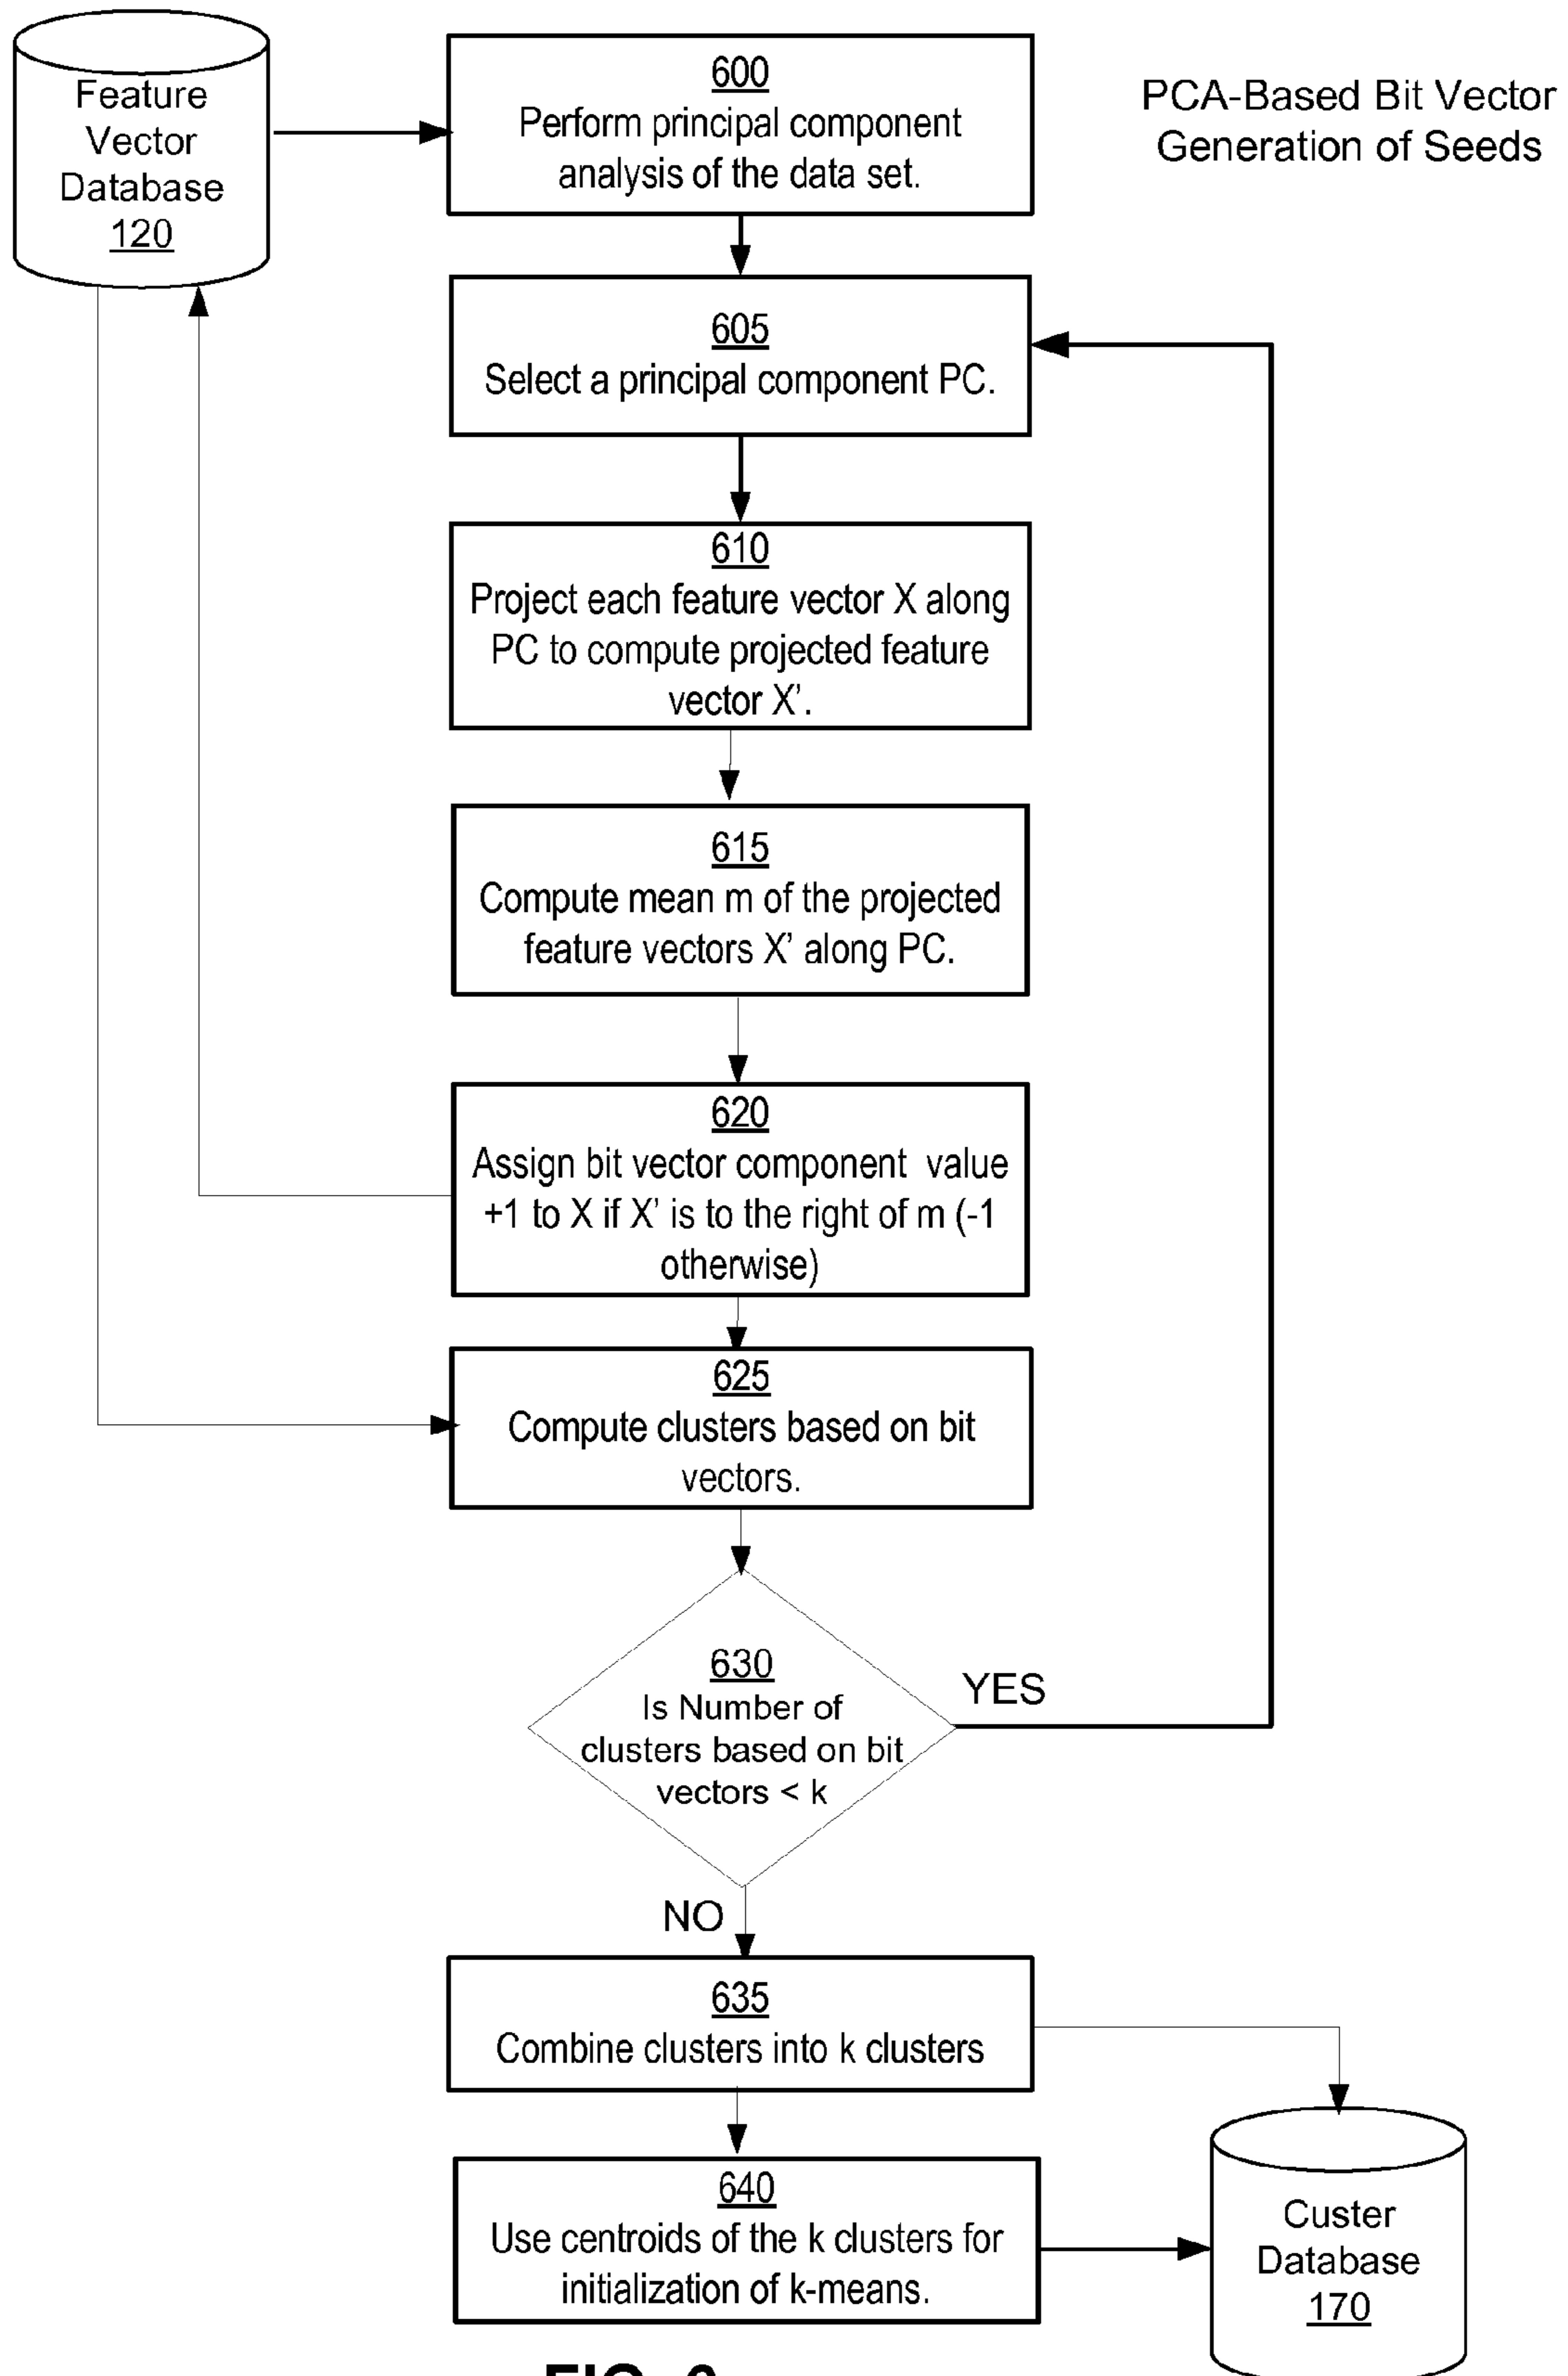 Feature
Vector
Database
120
600
Perform principal component
analysis of the data set.
PCA-Based Bit Vector
Generation of Seeds
605
Select a principal component PC.
610
Project each feature vector X along
PC to compute projected feature
vector X’.
615
Compute mean m of the projected
feature vectors X’ along PC.
620
Assign bit vector component value
+1 to X if X’ is to the right of m (-1
otherwise)
625
Compute clusters based on bit
vectors.
630
Is Number of
clusters based on bit
vectors < k
YES
NO
635
Combine clusters into k clusters
640
Use centroids of the k clusters for
initialization of k-means.
Custer
Database
170
FIG.